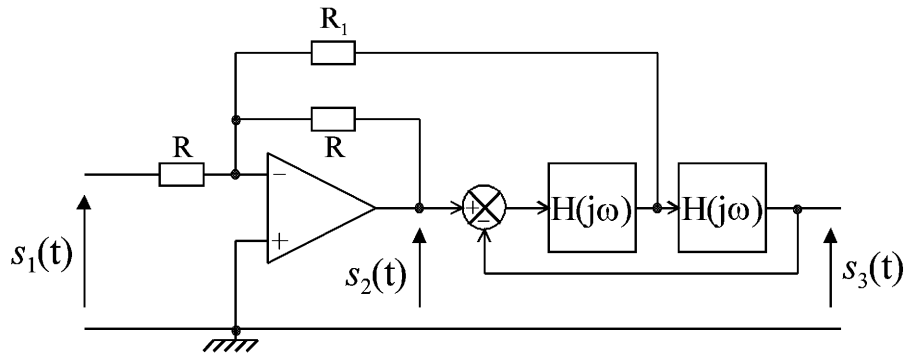 R₁
R
R
−
+
+
−
H(jω)
H(jω)
s₁(t)
s₂(t)
s₃(t)